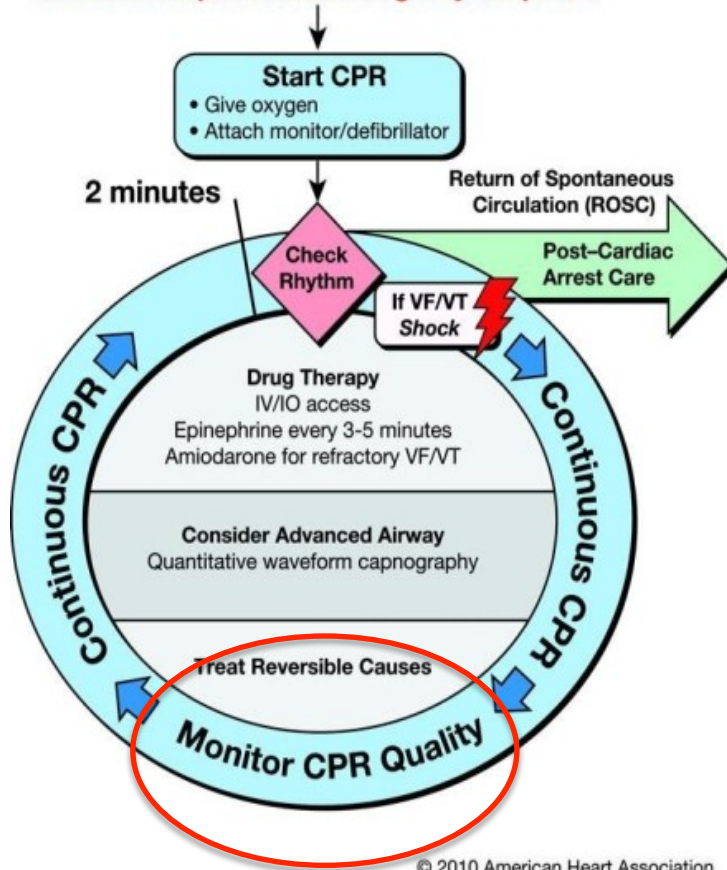 Start CPR
• Give oxygen
• Attach monitor/defibrillator
2 minutes
Return of Spontaneous
Circulation (ROSC)
Check
Rhythm
Post–Cardiac
Arrest Care
If VF/VT
Shock
Drug Therapy
IV/IO access
Epinephrine every 3-5 minutes
Amiodarone for refractory VF/VT
Continuous CPR
Continuous CPR
Consider Advanced Airway
Quantitative waveform capnography
Treat Reversible Causes
Monitor CPR Quality
© 2010 American Heart Association